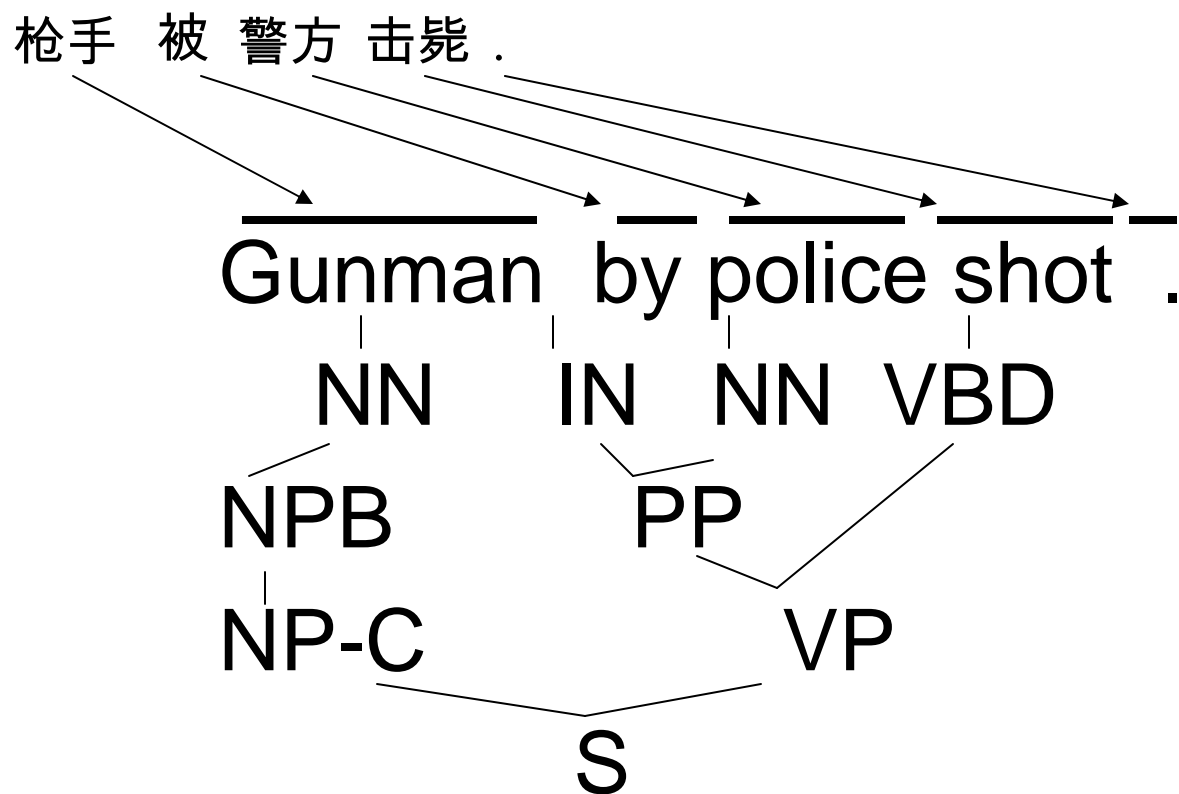 枪手 被 警方 击毙 .
Gunman by police shot .
NN IN NN VBD
NPB PP
NP-C VP
S